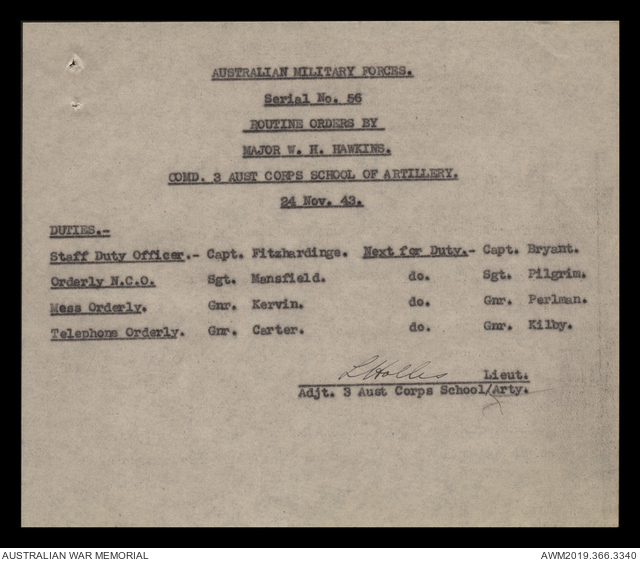 AUSTRALIAN MILITARY FORCES.
Serial No. 56
ROUTINE ORDERS BY
MAJOR W. H. HAWKINS.
COMD. 3 AUST CORPS SCHOOL OF ARTILLERY.
24 Nov. 43.
DUTIES.-
Staff Duty Officer.- Capt. Fitzhardinge. Next for Duty.- Capt. Bryant.
Orderly N.C.O. Sgt. Mansfield. do. Sgt. Pilgrim.
Mess Orderly. Gnr. Kervin. do. Gnr. Perlman.
Telephone Orderly. Gnr. Carter. do. Gnr. Kilby.
L Holles Lieut.
Adjt. 3 Aust Corps School/Arty.
AUSTRALIAN WAR MEMORIAL AWM2019.366.3340